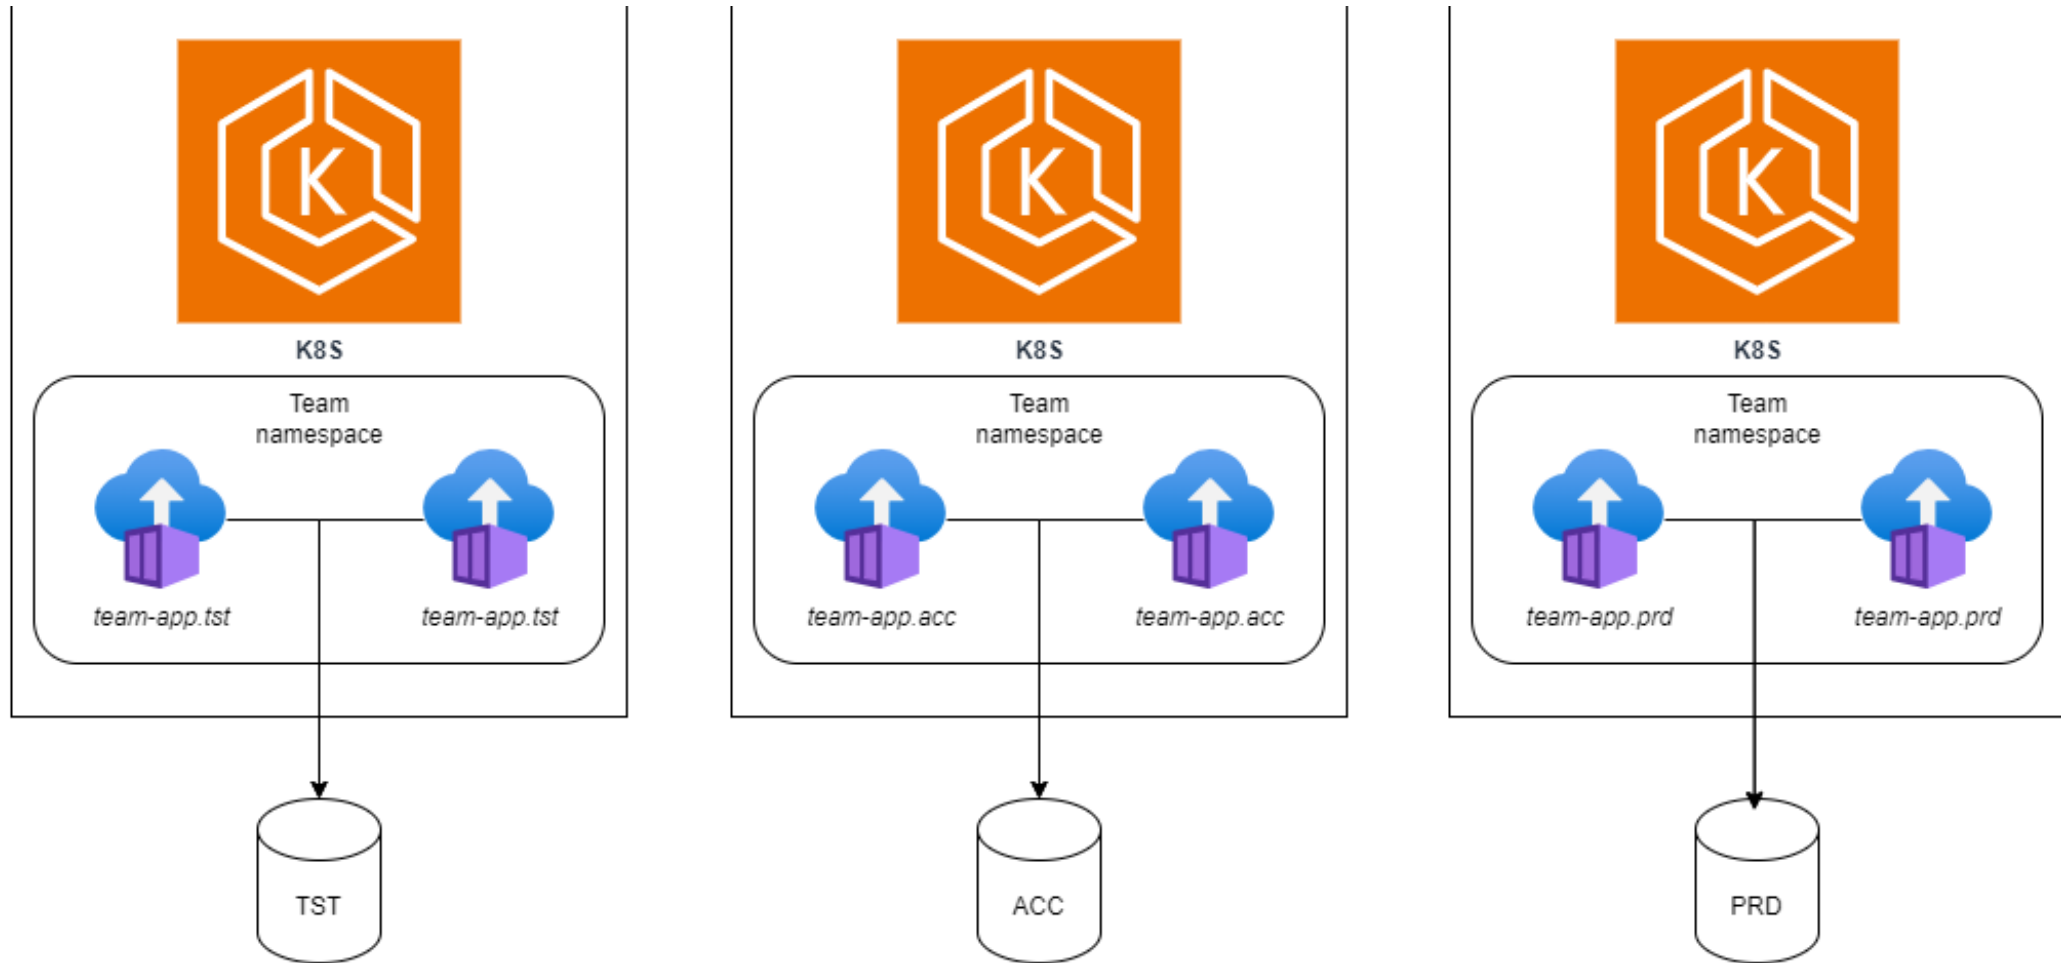 K
K8S
Team
namespace
team-app.tst
team-app.tst
TST
K
K8S
Team
namespace
team-app.acc
team-app.acc
ACC
K
K8S
Team
namespace
team-app.prd
team-app.prd
PRD